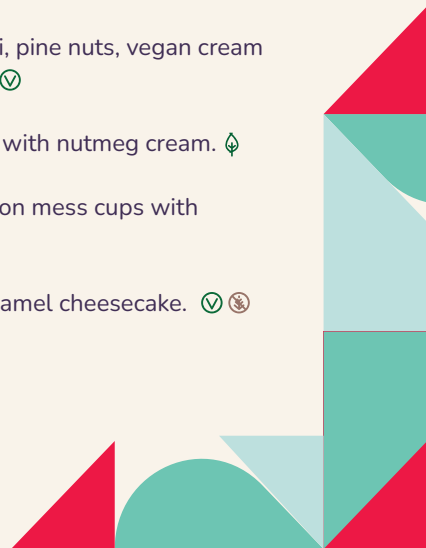 i, pine nuts, vegan cream
V
with nutmeg cream.
on mess cups with
amel cheesecake. V